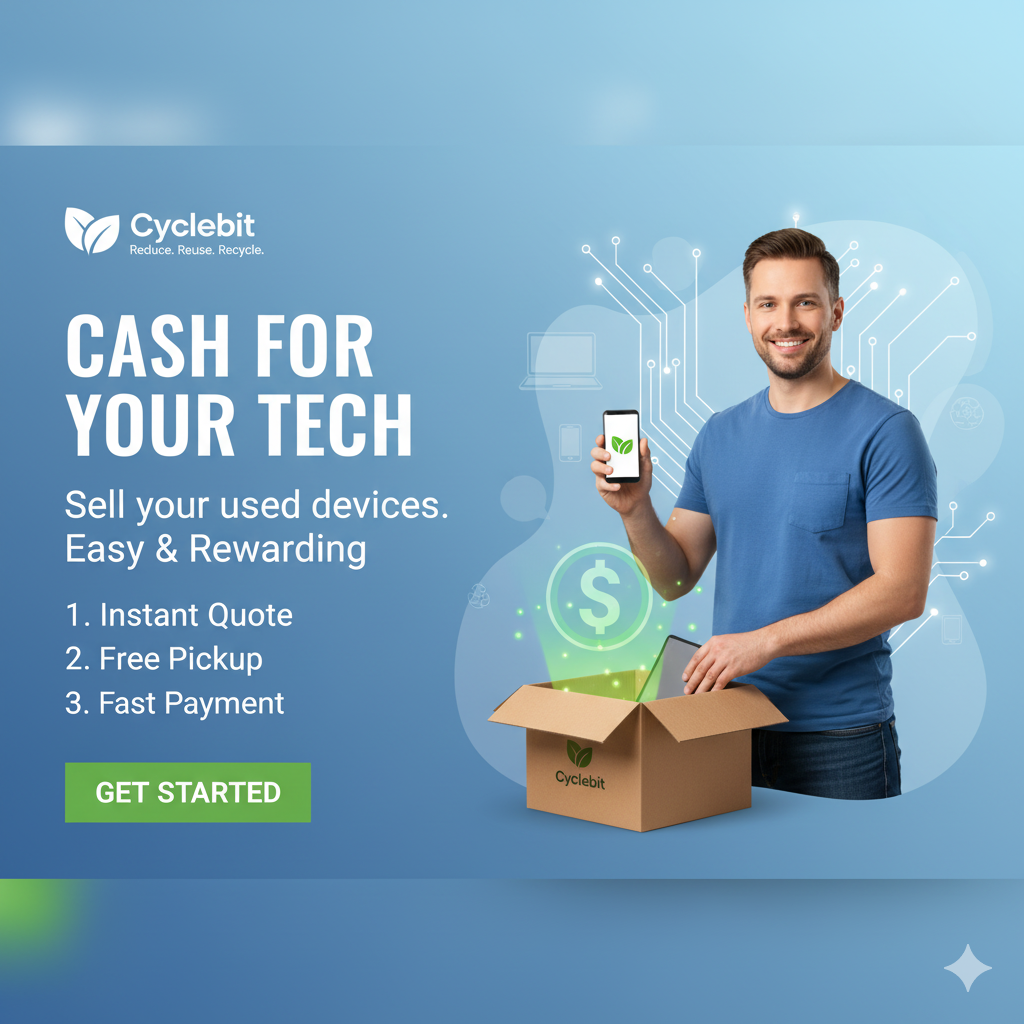 Cyclebit
Reduce. Reuse. Recycle.
CASH FOR
YOUR TECH
Sell your used devices.
Easy & Rewarding
1. Instant Quote
2. Free Pickup
3. Fast Payment
GET STARTED
$
Cyclebit